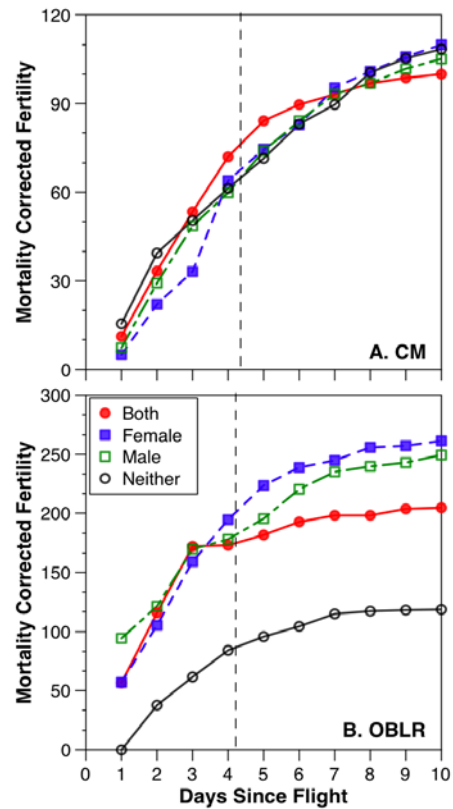 120
90
60
30
0
Mortality Corrected Fertility
A. CM
300
250
200
150
100
50
0
Mortality Corrected Fertility
Both
Female
Male
Neither
B. OBLR
0 1 2 3 4 5 6 7 8 9 10
Days Since Flight